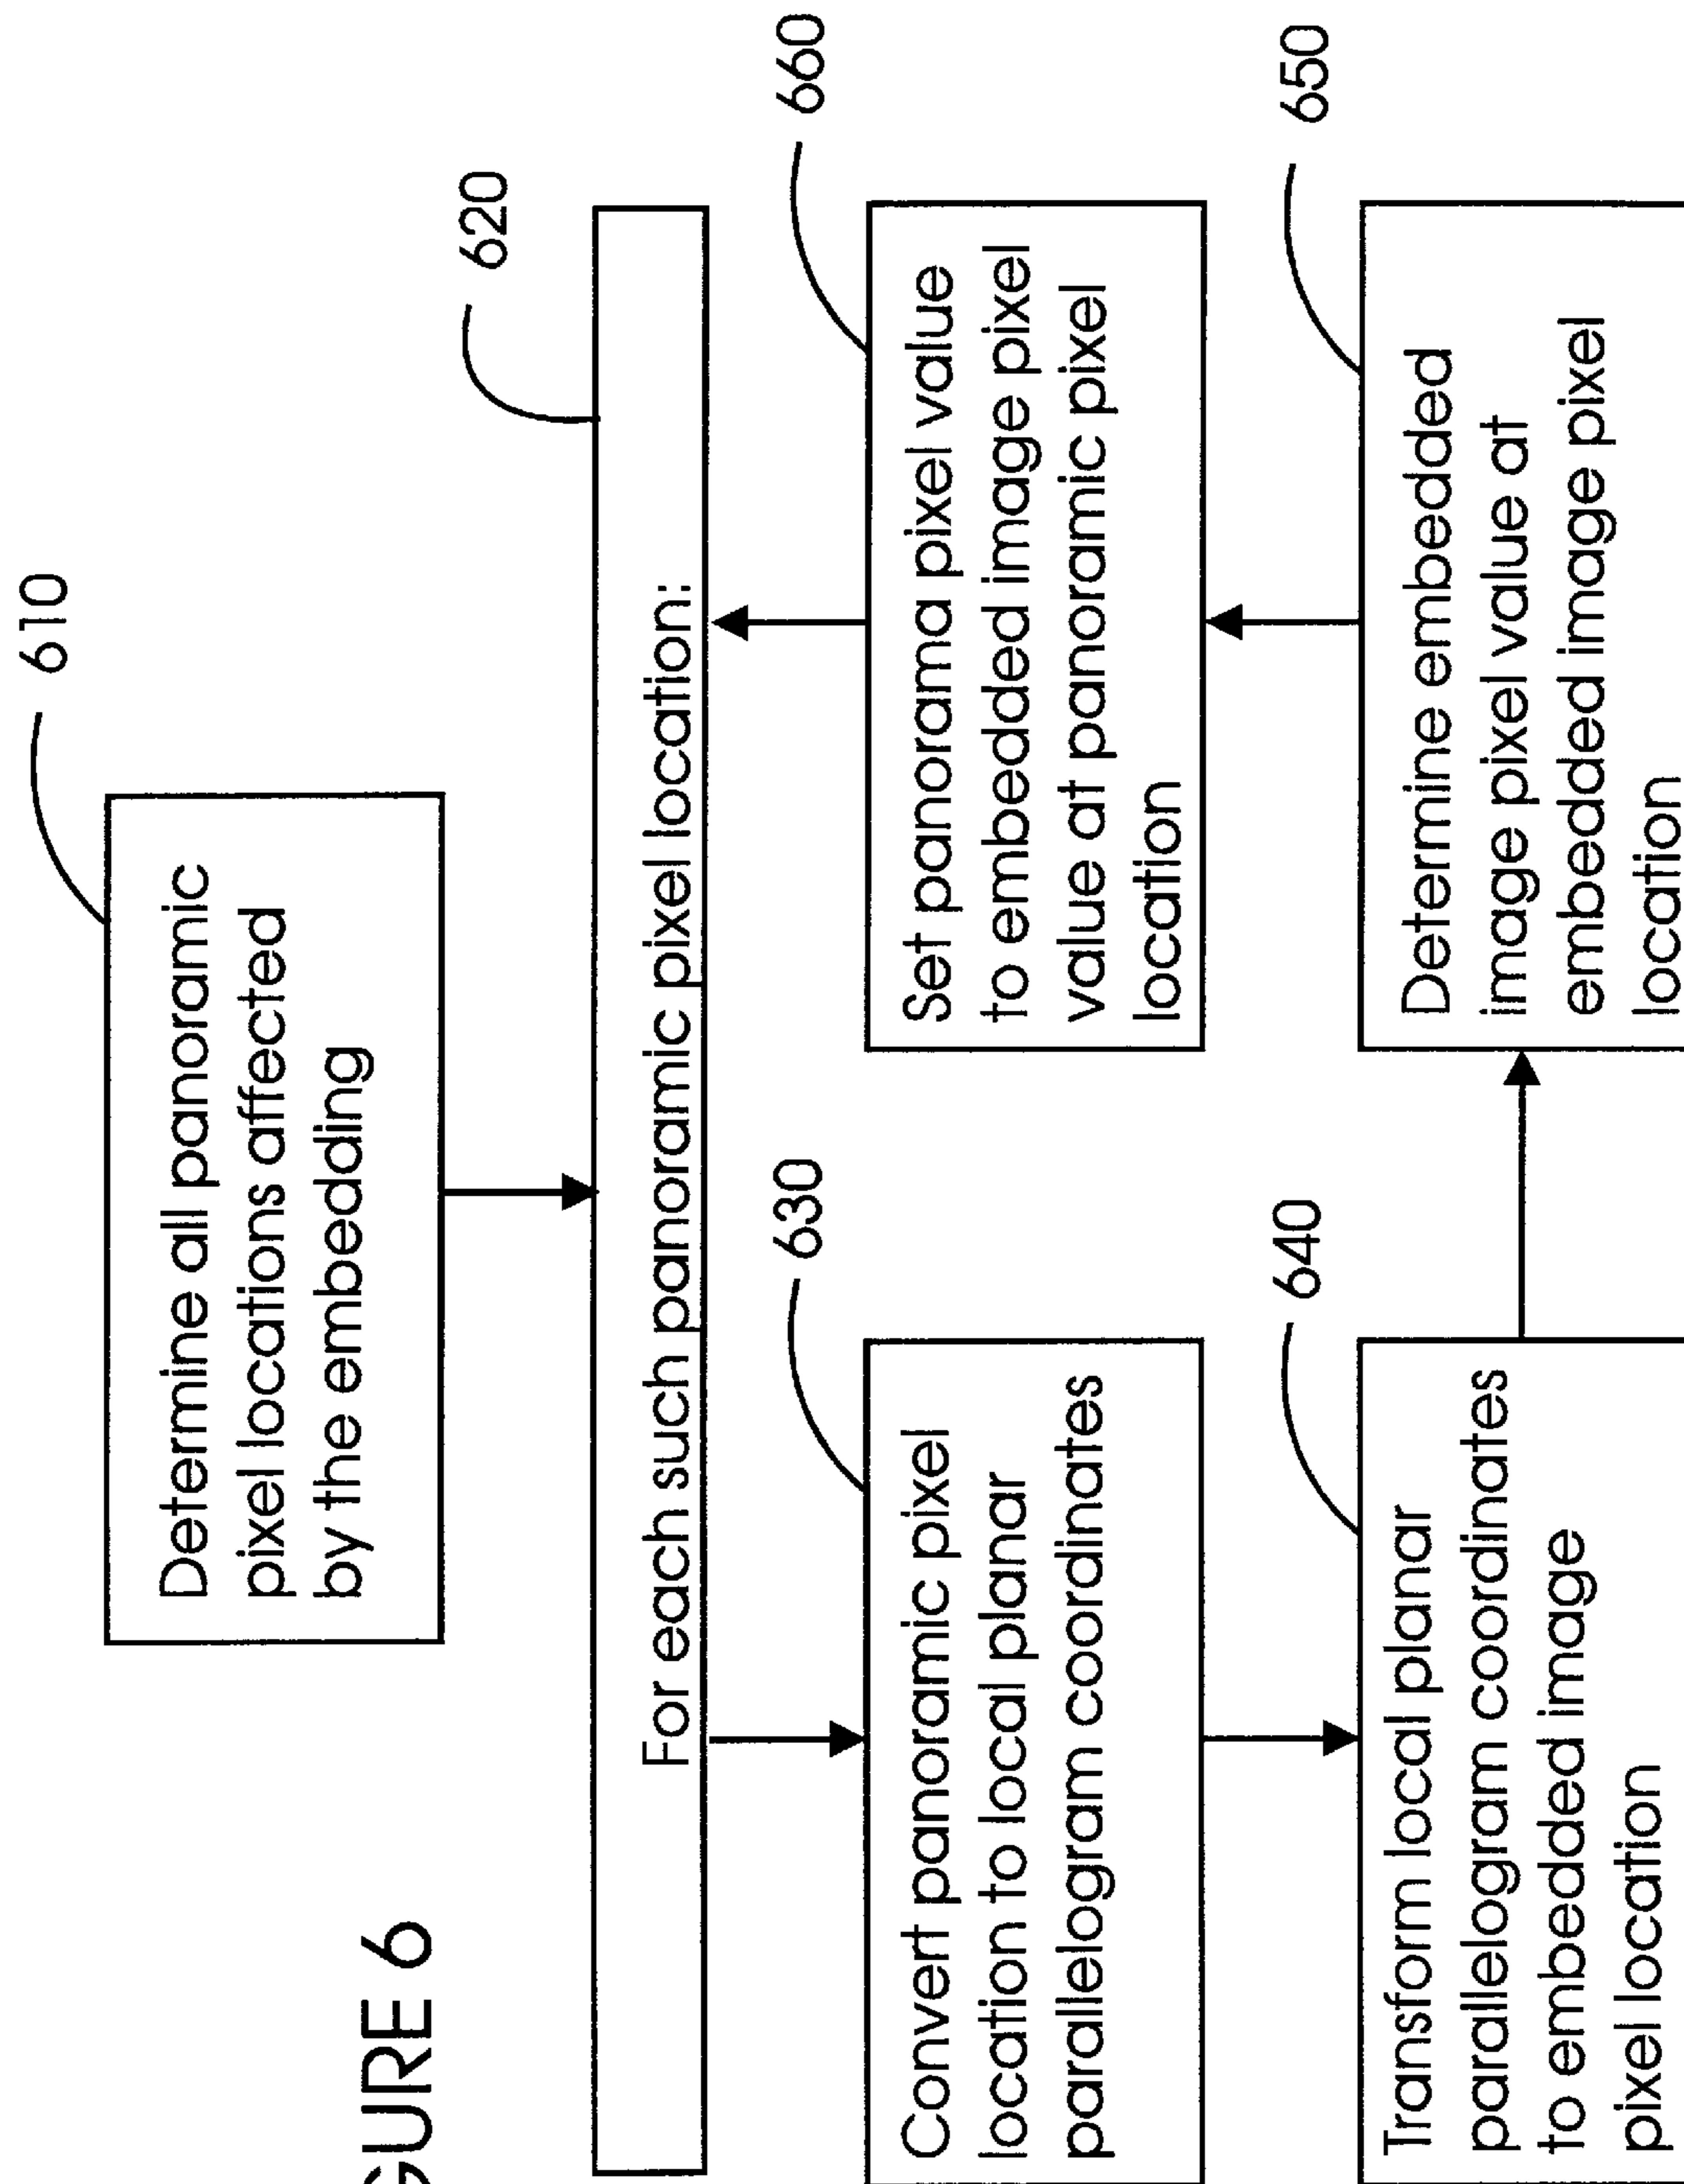 GURE 6
610
Determine all panoramic
pixel locations affected
by the embedding
620
For each such panoramic pixel location:
630
Convert panoramic pixel
location to local planar
parallelogram coordinates
640
Transform local planar
parallelogram coordinates
to embedded image
pixel location
650
Determine embedded
image pixel value at
embedded image pixel
location
660
Set panorama pixel value
to embedded image pixel
value at panoramic pixel
location